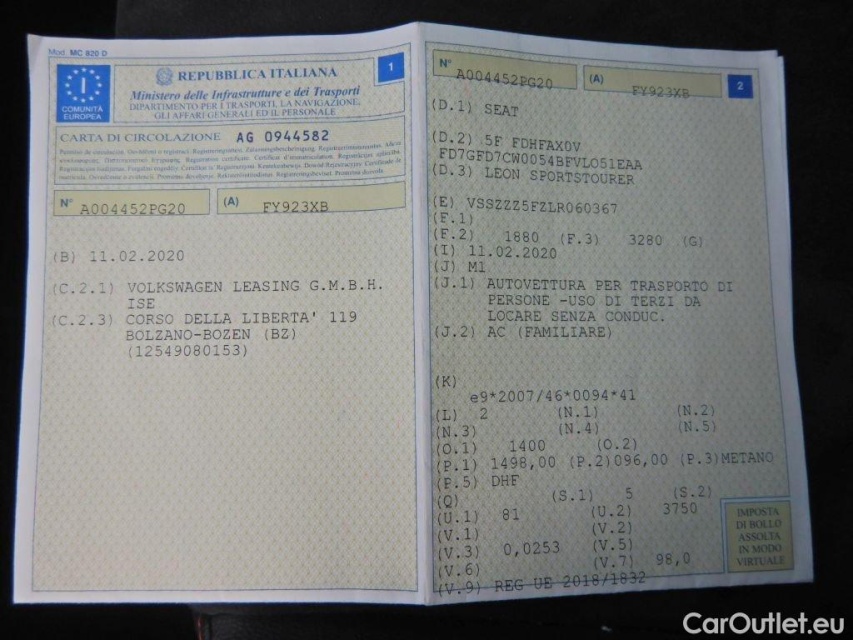 Mod. MC 820 D
1
I
COMUNITÀ
EUROPEA
REPUBBLICA ITALIANA
Ministero delle Infrastrutture e dei Trasporti
DIPARTIMENTO PER I TRASPORTI, LA NAVIGAZIONE,
GLI AFFARI GENERALI ED IL PERSONALE
CARTA DI CIRCOLAZIONE AG 0944582
N° A004452PG20 (A) FY923XB
(B) 11.02.2020
(C.2.1) VOLKSWAGEN LEASING G.M.B.H.
ISE
(C.2.3) CORSO DELLA LIBERTA' 119
BOLZANO-BOZEN (BZ)
(12549080153)
N° A004452PG20 (A) FY923XB 2
(D.1) SEAT
(D.2) 5F FDHFAX0V
FD7GFD7CW0054BFVLO51EAA
(D.3) LEON SPORTSTOURER
(E) VSSZZZ5FZLR060367
(F.1)
(F.2) 1880 (F.3) 3280 (G)
(I) 11.02.2020
(J) M1
(J.1) AUTOVETTURA PER TRASPORTO DI
PERSONE -USO DI TERZI DA
LOCARE SENZA CONDUC.
(J.2) AC (FAMILIARE)
(K)
e9*2007/46*0094*41
(L) 2 (N.1) (N.2)
(N.3) (N.4) (N.5)
(O.1) 1400 (O.2)
(P.1) 1498,00 (P.2)096,00 (P.3)METANO
(P.5) DHF
(Q) (S.1) 5 (S.2)
(U.1) 81 (U.2) 3750
(V.1) (V.2)
(V.3) 0,0253 (V.5)
(V.6) (V.7) 98,0
(V.9) REG UE 2018/1832
IMPOSTA
DI BOLLO
ASSOLTA
IN MODO
VIRTUALE
CarOutlet.eu